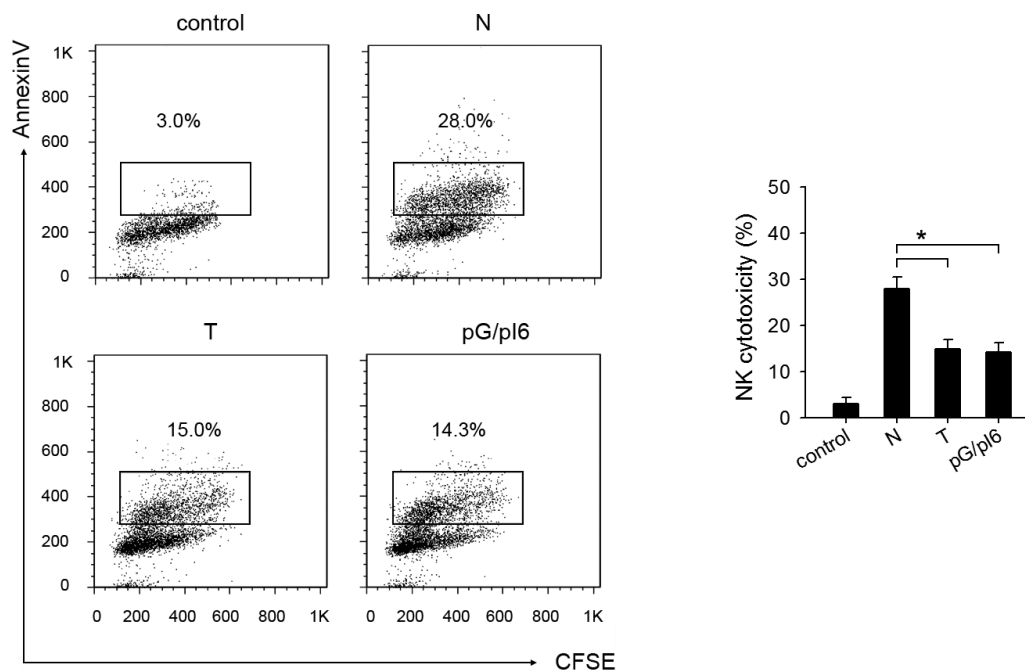 control
N
AnnexinV
1K
800
600
400
200
0
3.0%
28.0%
T
pG/pI6
1K
800
600
400
200
0
15.0%
14.3%
0 200 400 600 800 1K
0 200 400 600 800 1K
CFSE
NK cytotoxicity (%)
50
40
30
20
10
0
*
control
N
T
pG/pI6